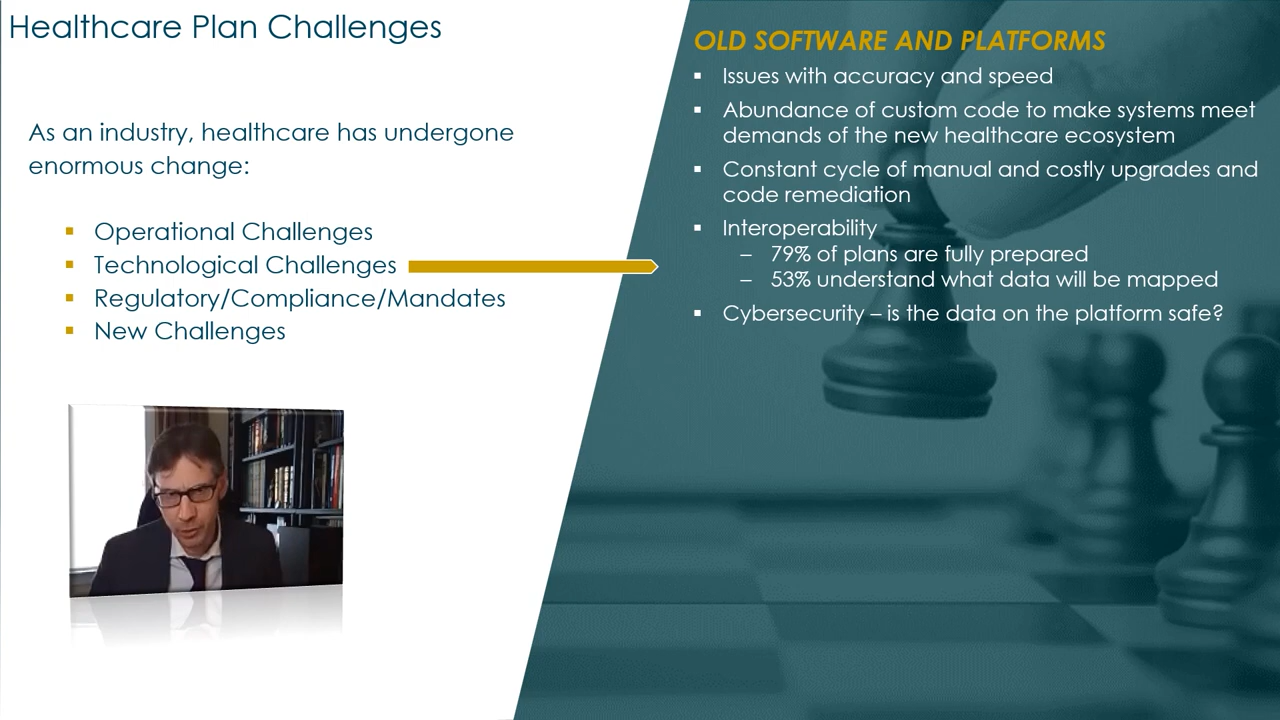 Healthcare Plan Challenges
As an industry, healthcare has undergone
enormous change:
▪ Operational Challenges
▪ Technological Challenges
▪ Regulatory/Compliance/Mandates
▪ New Challenges
OLD SOFTWARE AND PLATFORMS
▪ Issues with accuracy and speed
▪ Abundance of custom code to make systems meet
demands of the new healthcare ecosystem
▪ Constant cycle of manual and costly upgrades and
code remediation
▪ Interoperability
– 79% of plans are fully prepared
– 53% understand what data will be mapped
▪ Cybersecurity – is the data on the platform safe?